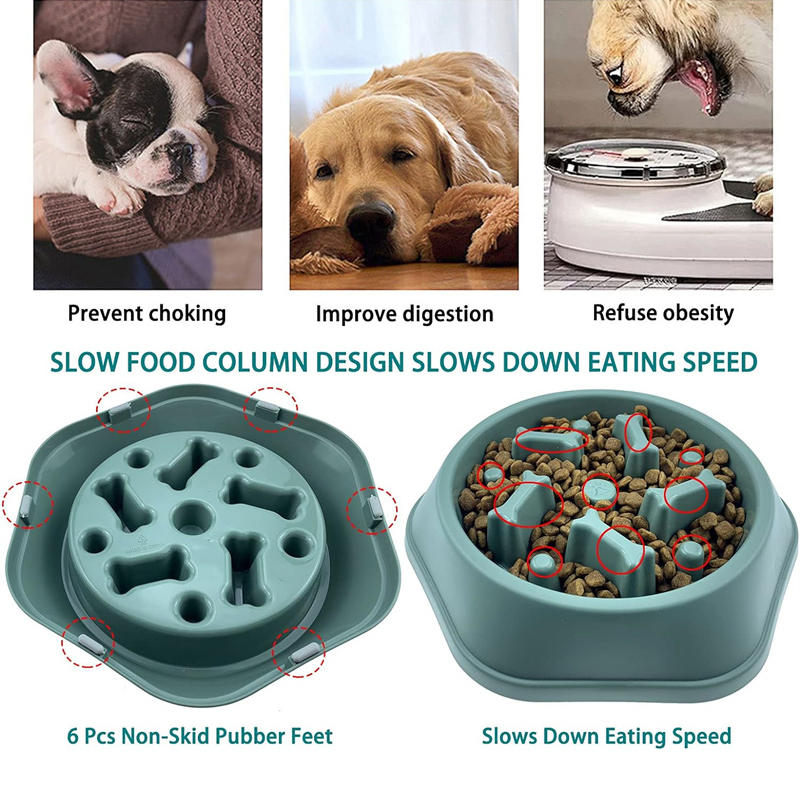 Prevent choking
Improve digestion
Refuse obesity
SLOW FOOD COLUMN DESIGN SLOWS DOWN EATING SPEED
6 Pcs Non-Skid Pubber Feet
Slows Down Eating Speed